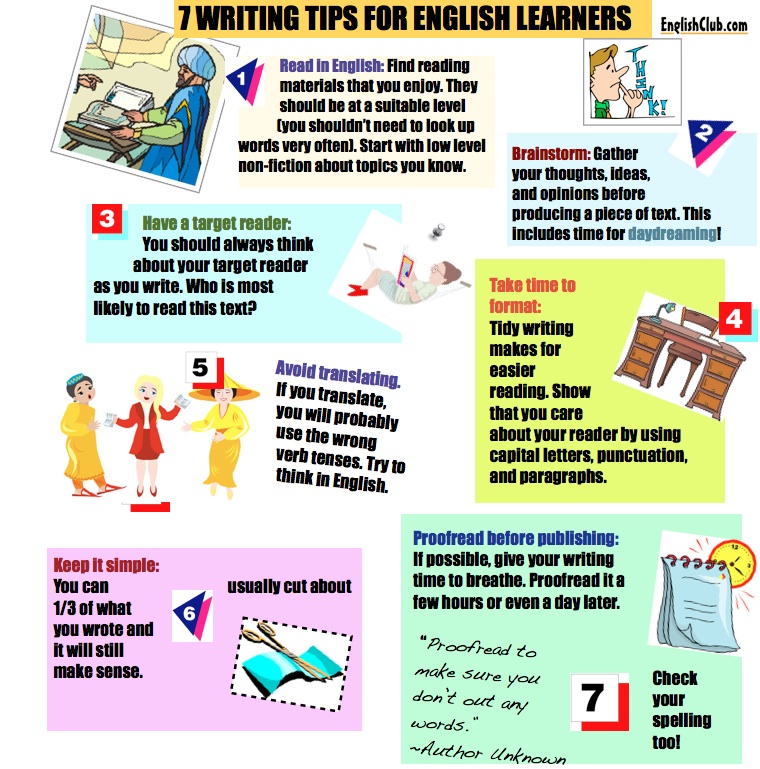 7 WRITING TIPS FOR ENGLISH LEARNERS
EnglishClub.com
1
Read in English: Find reading
materials that you enjoy. They
should be at a suitable level
(you shouldn't need to look up
words very often). Start with low level
non-fiction about topics you know.
THINK!
2
Brainstorm: Gather
your thoughts, ideas,
and opinions before
producing a piece of text. This
includes time for daydreaming!
3
Have a target reader:
You should always think
about your target reader
as you write. Who is most
likely to read this text?
4
Take time to
format:
Tidy writing
makes for
easier
reading. Show
that you care
about your reader by using
capital letters, punctuation,
and paragraphs.
5
Avoid translating.
If you translate,
you will probably
use the wrong
verb tenses. Try to
think in English.
6
Keep it simple:
You can usually cut about
1/3 of what
you wrote and
it will still
make sense.
Proofread before publishing:
If possible, give your writing
time to breathe. Proofread it a
few hours or even a day later.
"Proofread to
make sure you
don't out any
words."
~Author Unknown
7
Check
your
spelling
too!